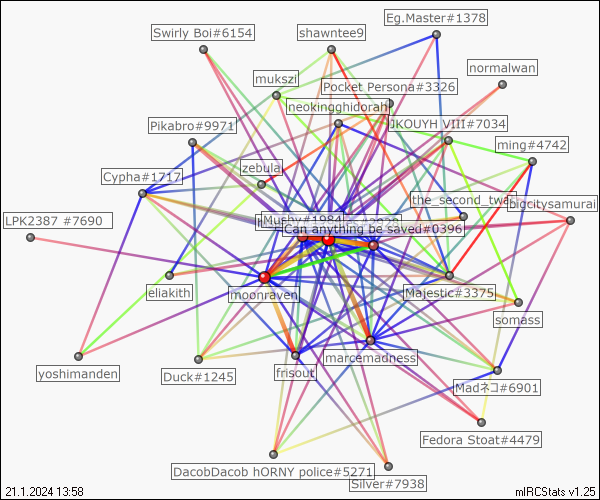 Eg.Master#1378
Swirly Boi#6154
shawntee9
normalwan
mukszi
Pocket Persona#3326
neokingghidorah
Pikabro#9971
JKOUYH VIII#7034
ming#4742
zebula
Cypha#1717
the_second_twa
bigcitysamurai
LPK2387 #7690
Mushy#1984
Can anything be saved#0396
eliakith
moonraven
Majestic#3375
somass
yoshimanden
Duck#1245
frisout
marcemadness
Madネコ#6901
Fedora Stoat#4479
DacobDacob hORNY police#5271
Silver#7938
21.1.2024 13:58
mIRCStats v1.25